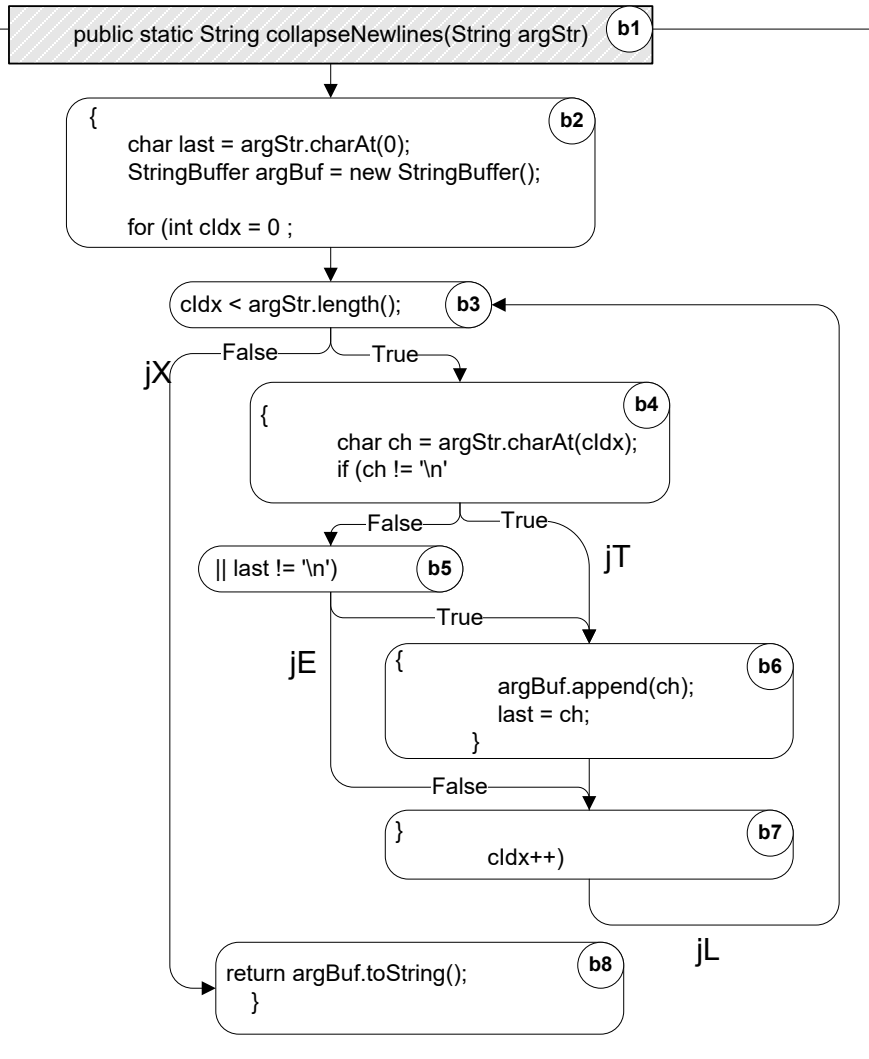 public static String collapseNewlines(String argStr)
b1
{
b2
char last = argStr.charAt(0);
StringBuffer argBuf = new StringBuffer();
for (int cIdx = 0 ;
cIdx < argStr.length();
b3
False
True
jX
b4
{
char ch = argStr.charAt(cIdx);
if (ch != '\n'
False
True
|| last != '\n')
b5
jT
True
jE
{
b6
argBuf.append(ch);
last = ch;
}
False
}
b7
cIdx++)
jL
return argBuf.toString();
b8
}